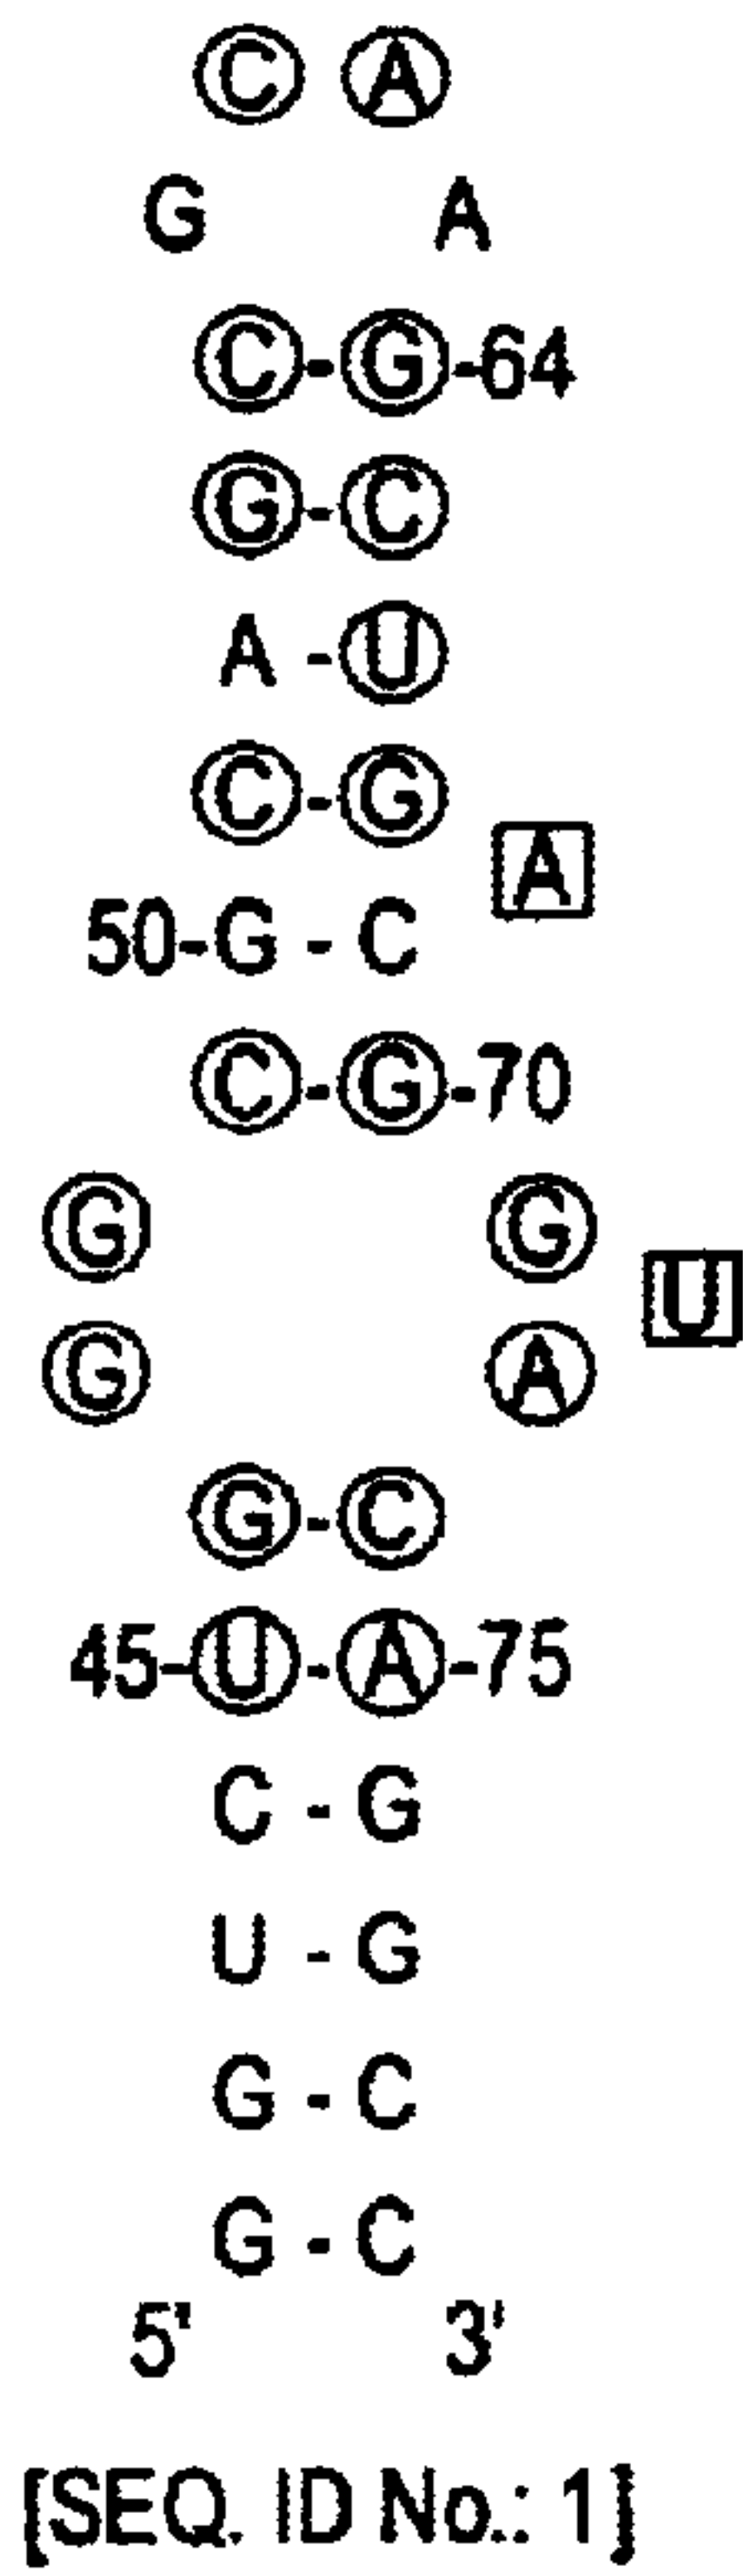 C A
G A
C-G-64
G-C
A-U
C-G
A
50-G-C
C-G-70
G G
U
G A
G-C
45-U-A-75
C-G
U-G
G-C
G-C
5' 3'
[SEQ. ID No.: 1]